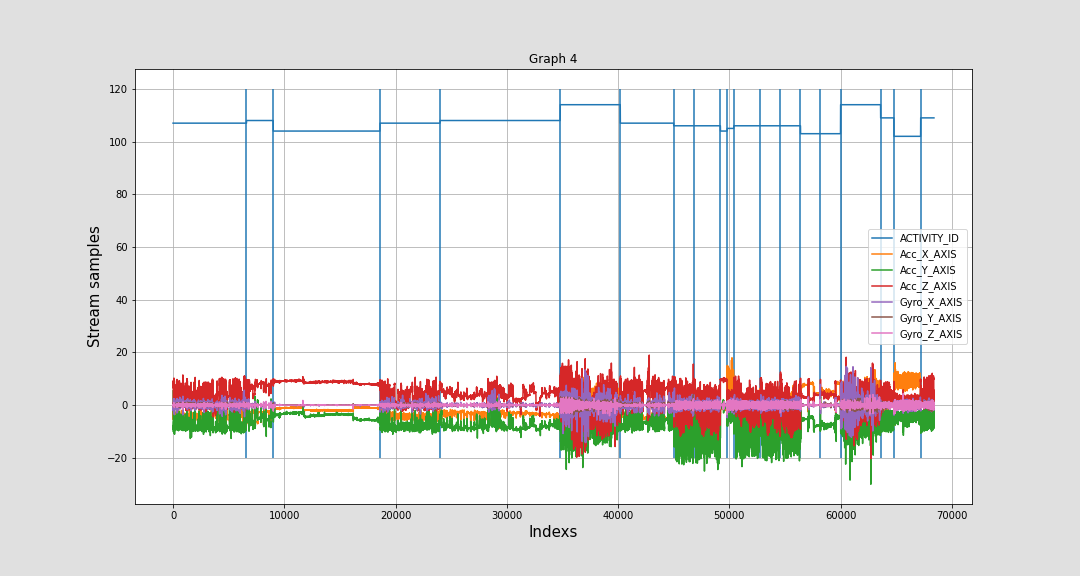 Graph 4
120
100
80
60
40
20
0
−20
Stream samples
ACTIVITY_ID
Acc_X_AXIS
Acc_Y_AXIS
Acc_Z_AXIS
Gyro_X_AXIS
Gyro_Y_AXIS
Gyro_Z_AXIS
0 10000 20000 30000 40000 50000 60000 70000
Indexs